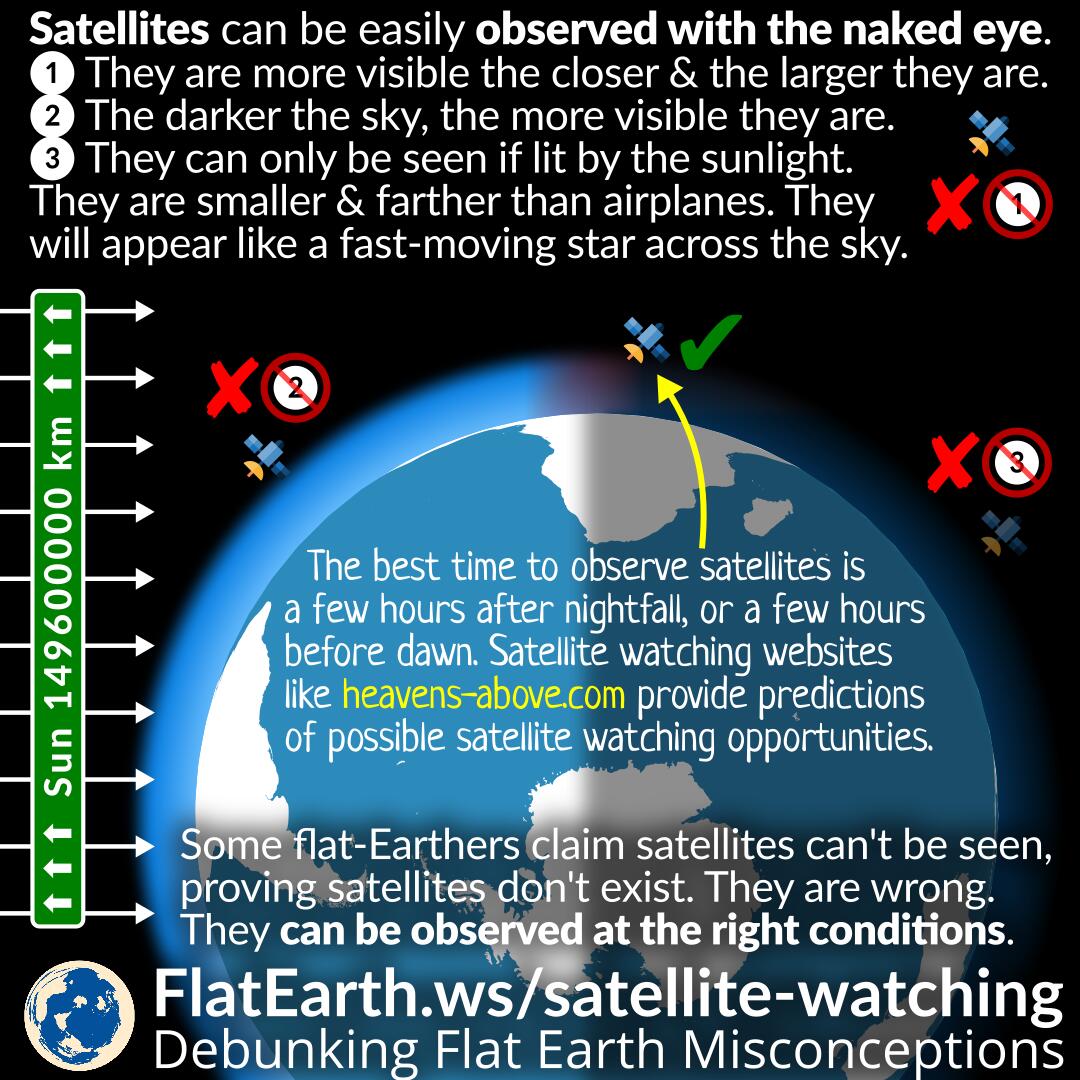 Satellites can be easily observed with the naked eye.
1 They are more visible the closer & the larger they are.
2 The darker the sky, the more visible they are.
3 They can only be seen if lit by the sunlight.
They are smaller & farther than airplanes. They
will appear like a fast-moving star across the sky.
1
2
3
Sun 149600000 km
The best time to observe satellites is
a few hours after nightfall, or a few hours
before dawn. Satellite watching websites
like heavens-above.com provide predictions
of possible satellite watching opportunities.
Some flat-Earthers claim satellites can't be seen,
proving satellites don't exist. They are wrong.
They can be observed at the right conditions.
FlatEarth.ws/satellite-watching
Debunking Flat Earth Misconceptions